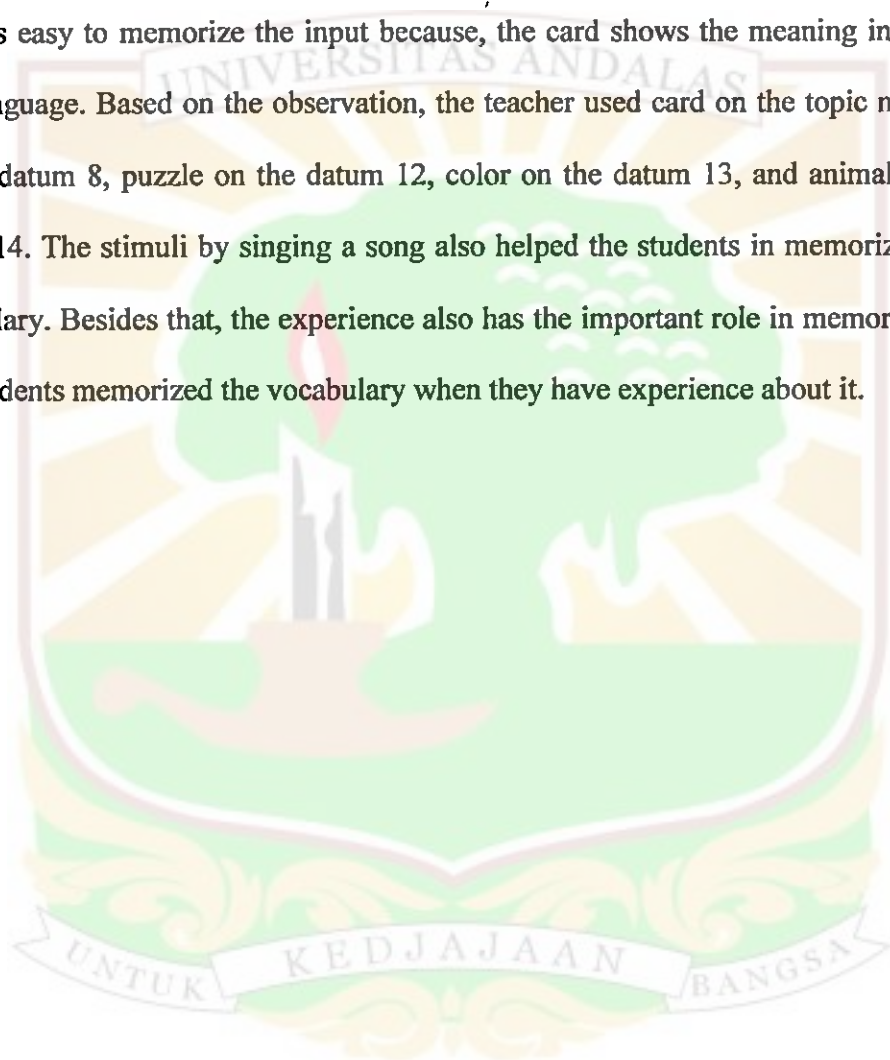 s easy to memorize the input because, the card shows the meaning in
UNIVERSITAS ANDALAS
guage. Based on the observation, the teacher used card on the topic
datum 8, puzzle on the datum 12, color on the datum 13, and animal
14. The stimuli by singing a song also helped the students in memoriz
lary. Besides that, the experience also has the important role in memor
dents memorized the vocabulary when they have experience about it.
UNTUK KEDJAJAAN BANGSA